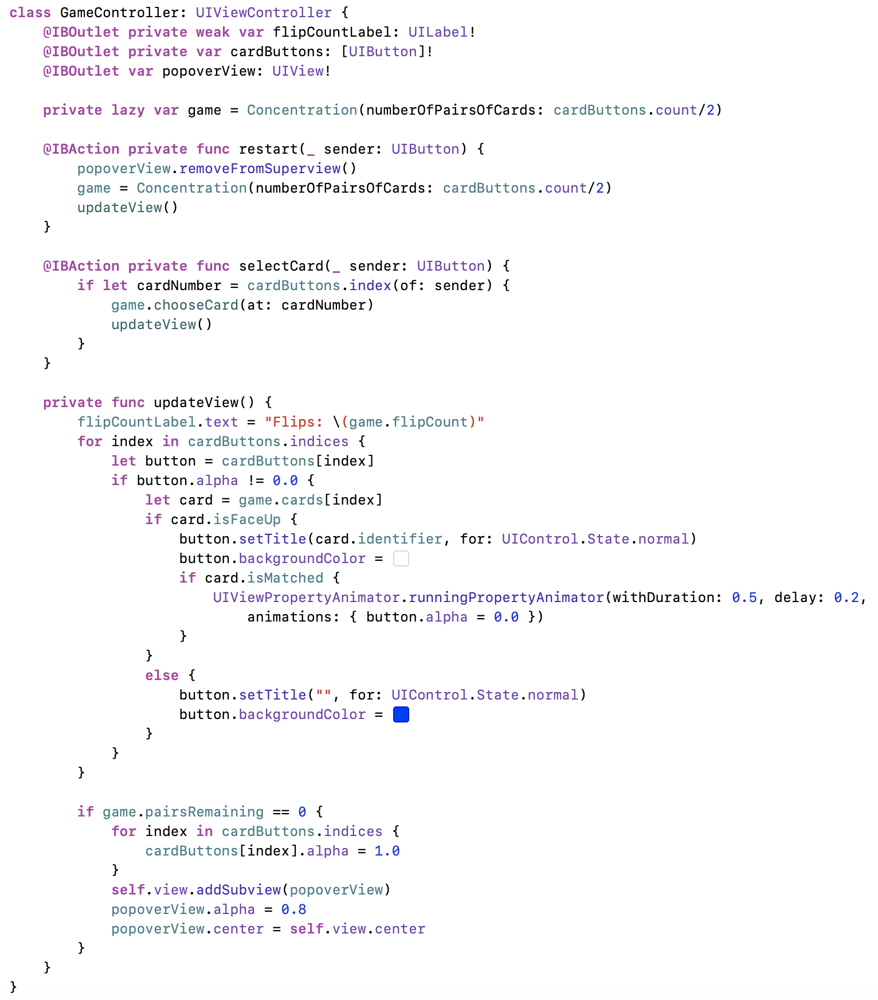 class GameController: UIViewController {
    @IBOutlet private weak var flipCountLabel: UILabel!
    @IBOutlet private var cardButtons: [UIButton]!
    @IBOutlet var popoverView: UIView!

    private lazy var game = Concentration(numberOfPairsOfCards: cardButtons.count/2)

    @IBAction private func restart(_ sender: UIButton) {
        popoverView.removeFromSuperview()
        game = Concentration(numberOfPairsOfCards: cardButtons.count/2)
        updateView()
    }

    @IBAction private func selectCard(_ sender: UIButton) {
        if let cardNumber = cardButtons.index(of: sender) {
            game.chooseCard(at: cardNumber)
            updateView()
        }
    }

    private func updateView() {
        flipCountLabel.text = "Flips: \(game.flipCount)"
        for index in cardButtons.indices {
            let button = cardButtons[index]
            if button.alpha != 0.0 {
                let card = game.cards[index]
                if card.isFaceUp {
                    button.setTitle(card.identifier, for: UIControl.State.normal)
                    button.backgroundColor =
                    if card.isMatched {
                        UIViewPropertyAnimator.runningPropertyAnimator(withDuration: 0.5, delay: 0.2,
                            animations: { button.alpha = 0.0 })
                    }
                }
                else {
                    button.setTitle("", for: UIControl.State.normal)
                    button.backgroundColor =
                }
            }
        }

        if game.pairsRemaining == 0 {
            for index in cardButtons.indices {
                cardButtons[index].alpha = 1.0
            }
            self.view.addSubview(popoverView)
            popoverView.alpha = 0.8
            popoverView.center = self.view.center
        }
    }
}